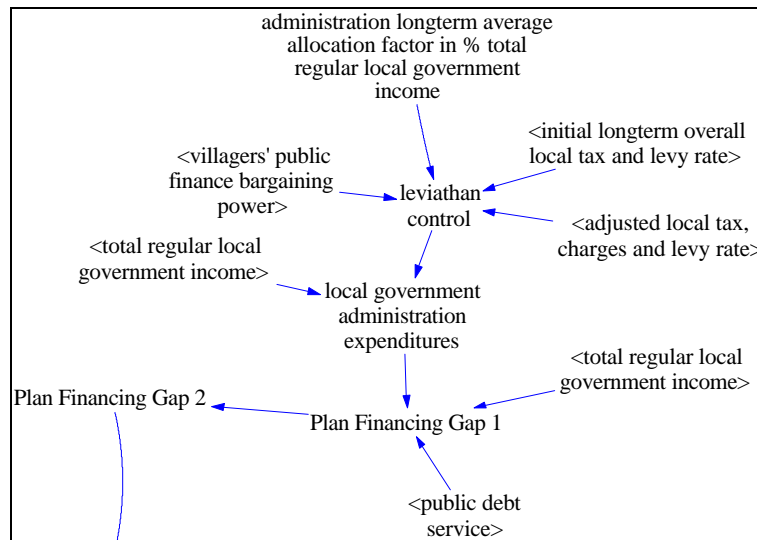 administration longterm average
allocation factor in % total
regular local government
income
<initial longterm overall
local tax and levy rate>
<villagers' public
finance bargaining
power>
leviathan
control
<adjusted local tax,
charges and levy rate>
<total regular local
government income>
local government
administration
expenditures
<total regular local
government income>
Plan Financing Gap 2
Plan Financing Gap 1
<public debt
service>